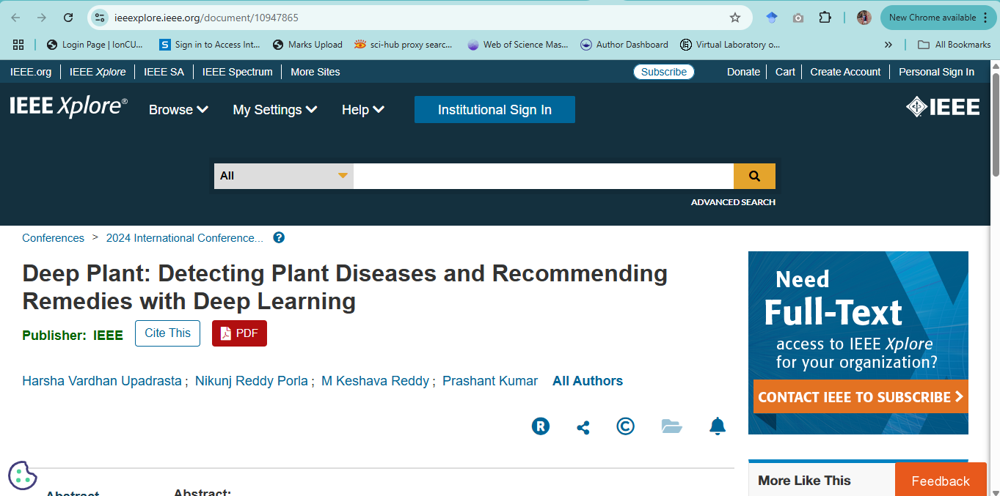 ieeexplore.ieee.org/document/10947865
New Chrome available
Login Page | IonCU...
Sign in to Access Int...
Marks Upload
sci-hub proxy searc...
Web of Science Mas...
Author Dashboard
Virtual Laboratory o...
»
All Bookmarks
IEEE.org
IEEE Xplore
IEEE SA
IEEE Spectrum
More Sites
Subscribe
Donate
Cart
Create Account
Personal Sign In
IEEE Xplore®
Browse
My Settings
Help
Institutional Sign In
IEEE
All
ADVANCED SEARCH
Conferences > 2024 International Conference... ?
Deep Plant: Detecting Plant Diseases and Recommending
Remedies with Deep Learning
Publisher: IEEE
Cite This
PDF
Harsha Vardhan Upadrasta ; Nikunj Reddy Porla ; M Keshava Reddy ; Prashant Kumar All Authors
R
©
Need
Full-Text
access to IEEE Xplore
for your organization?
CONTACT IEEE TO SUBSCRIBE >
More Like This
Feedback
Abstract
Abstract: